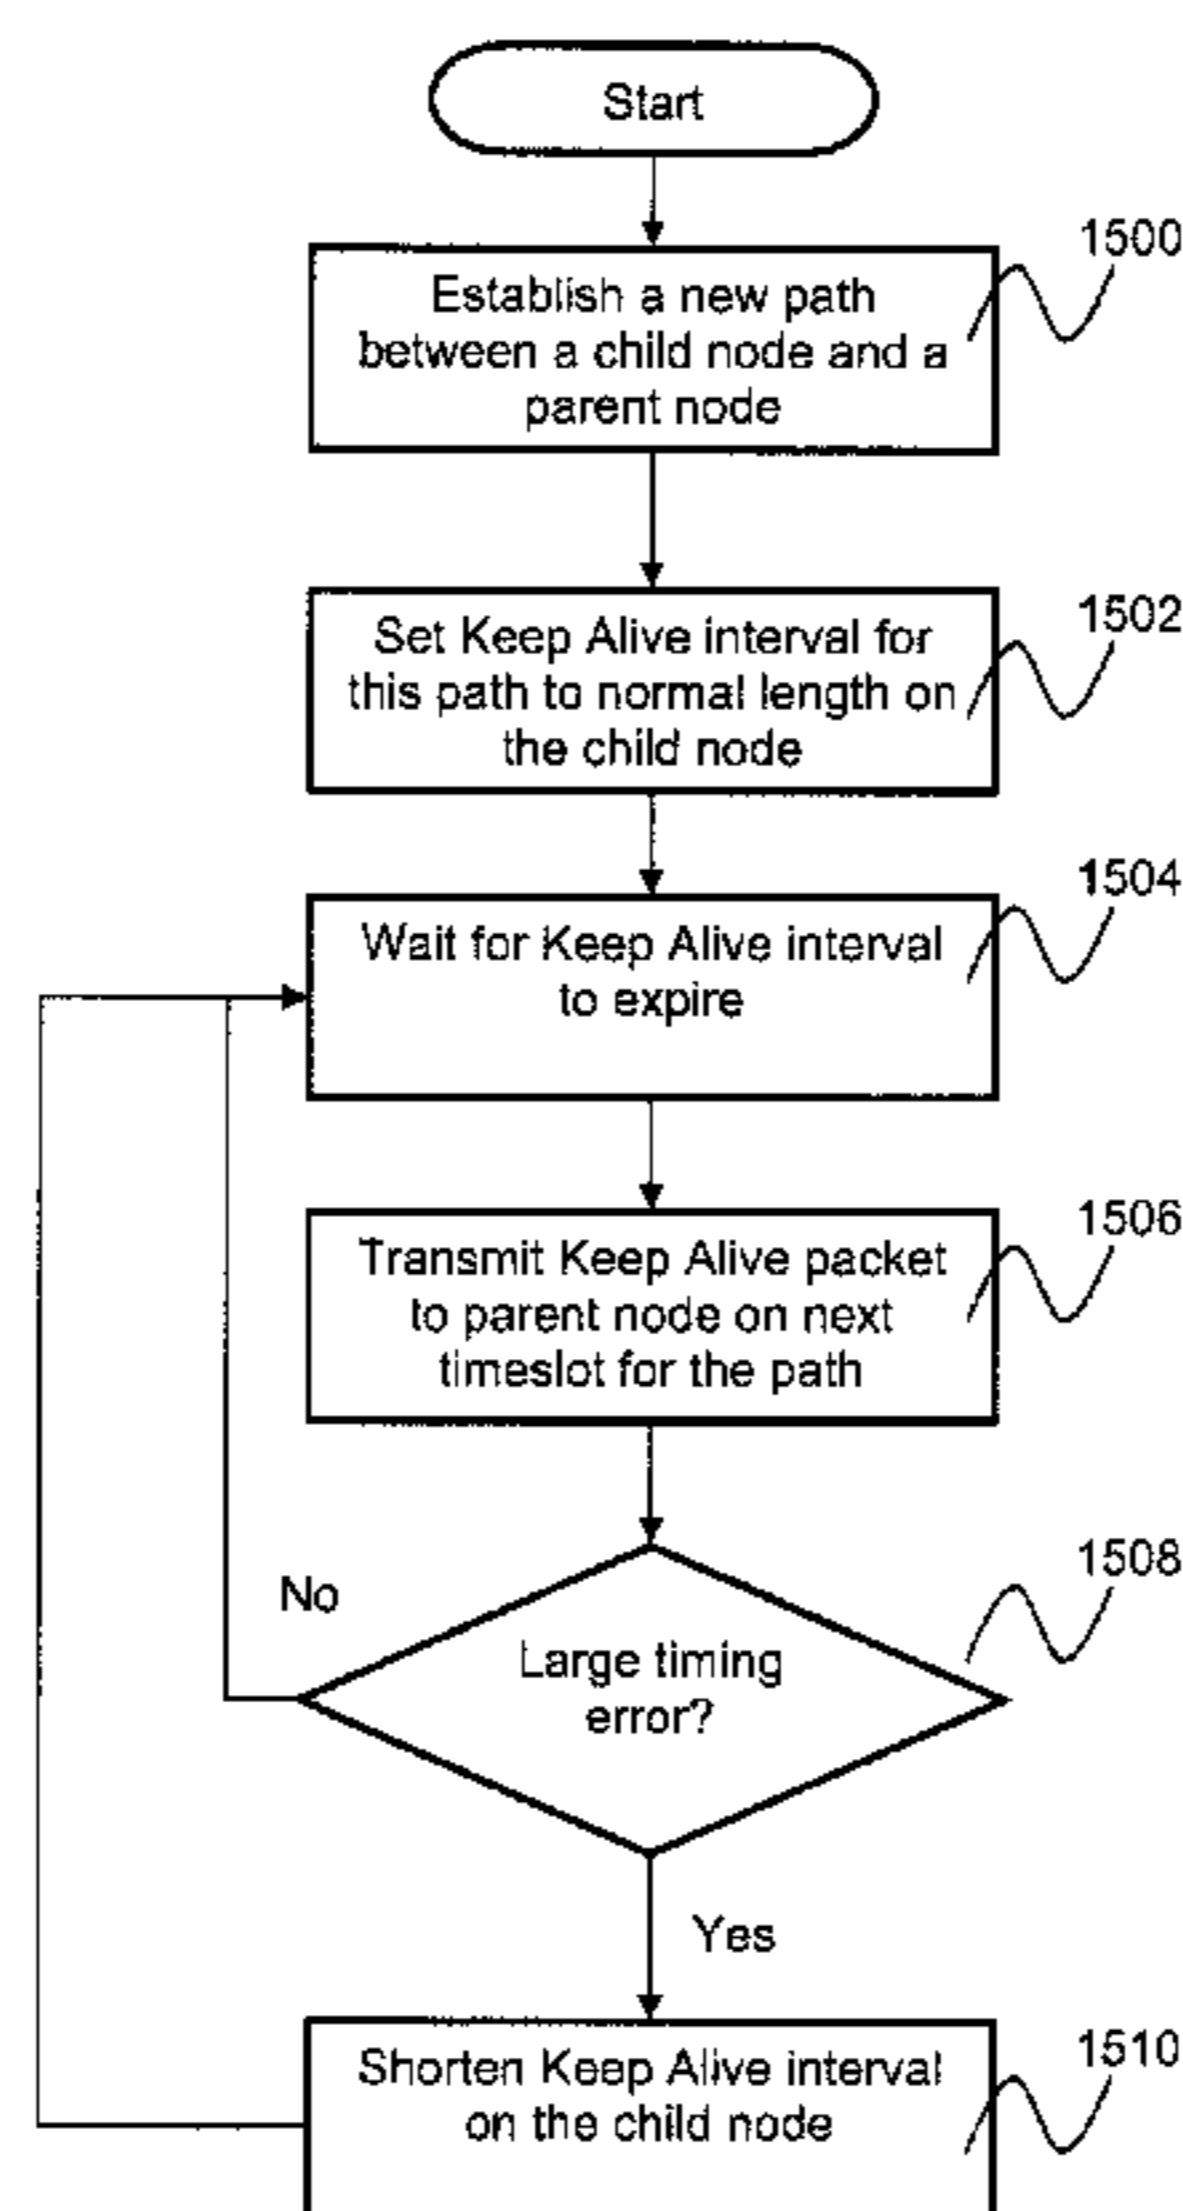 Start
1500
Establish a new path
between a child node and a
parent node
1502
Set Keep Alive interval for
this path to normal length on
the child node
1504
Wait for Keep Alive interval
to expire
1506
Transmit Keep Alive packet
to parent node on next
timeslot for the path
1508
No
Large timing
error?
Yes
1510
Shorten Keep Alive interval
on the child node